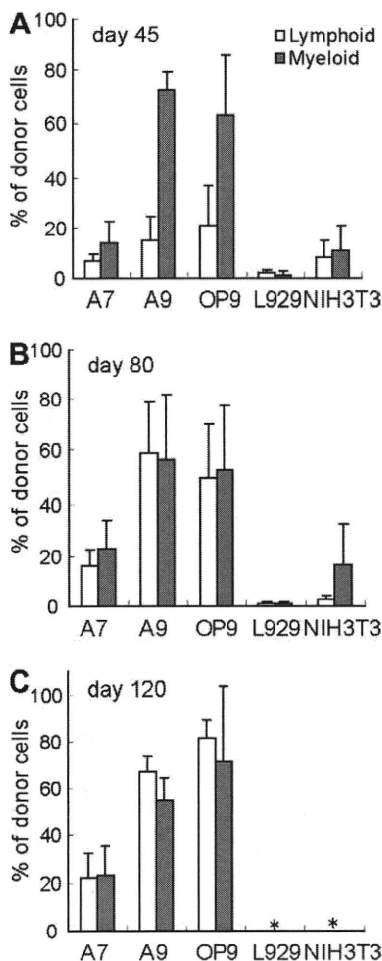 A
day 45
Lymphoid
Myeloid
% of donor cells
100
80
60
40
20
0
A7 A9 OP9 L929 NIH3T3
B
day 80
% of donor cells
100
80
60
40
20
0
A7 A9 OP9 L929 NIH3T3
C
day 120
% of donor cells
100
80
60
40
20
0
* *
A7 A9 OP9 L929 NIH3T3